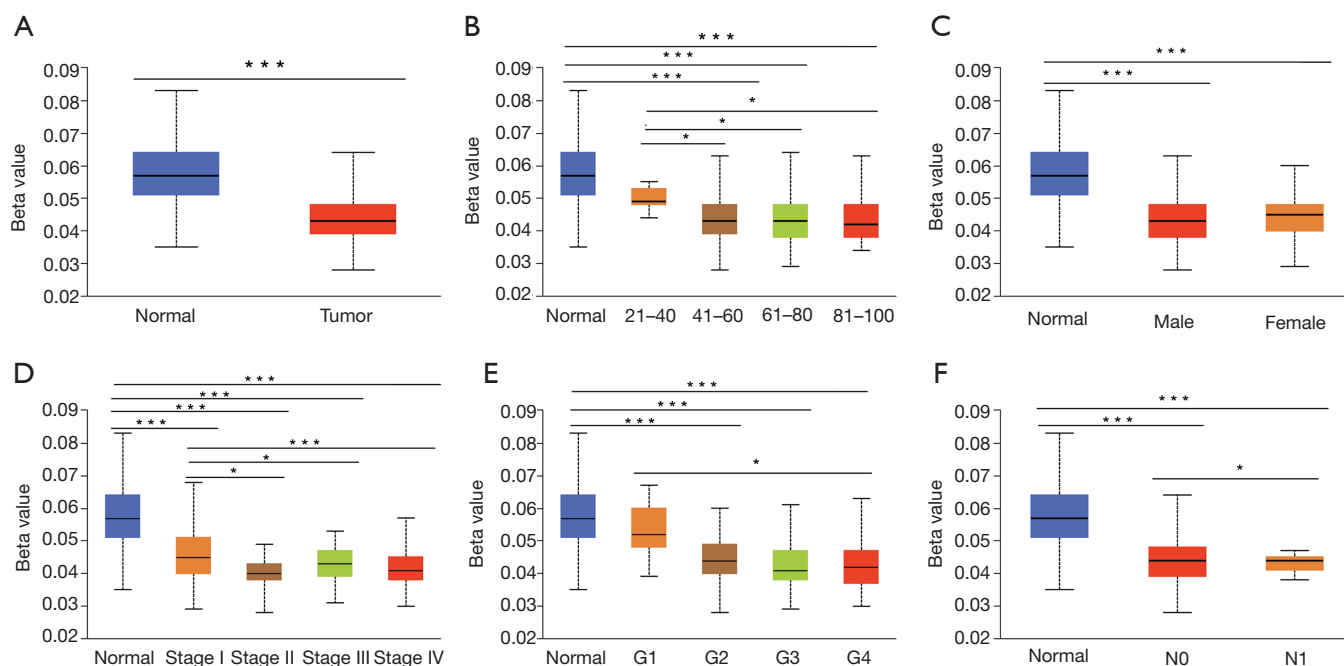 A
* * *
0.09
0.08
0.07
0.06
0.05
0.04
0.03
0.02
Beta value
Normal Tumor
B
* * *
* * *
* * *
*
*
*
0.09
0.08
0.07
0.06
0.05
0.04
0.03
0.02
Beta value
Normal 21–40 41–60 61–80 81–100
C
* * *
* * *
0.09
0.08
0.07
0.06
0.05
0.04
0.03
0.02
Beta value
Normal Male Female
D
* * *
* * *
* * *
* * *
* * *
*
*
0.09
0.08
0.07
0.06
0.05
0.04
0.03
0.02
Beta value
Normal Stage I Stage II Stage III Stage IV
E
* * *
* * *
* * *
*
0.09
0.08
0.07
0.06
0.05
0.04
0.03
0.02
Beta value
Normal G1 G2 G3 G4
F
* * *
* * *
*
0.09
0.08
0.07
0.06
0.05
0.04
0.03
0.02
Beta value
Normal N0 N1